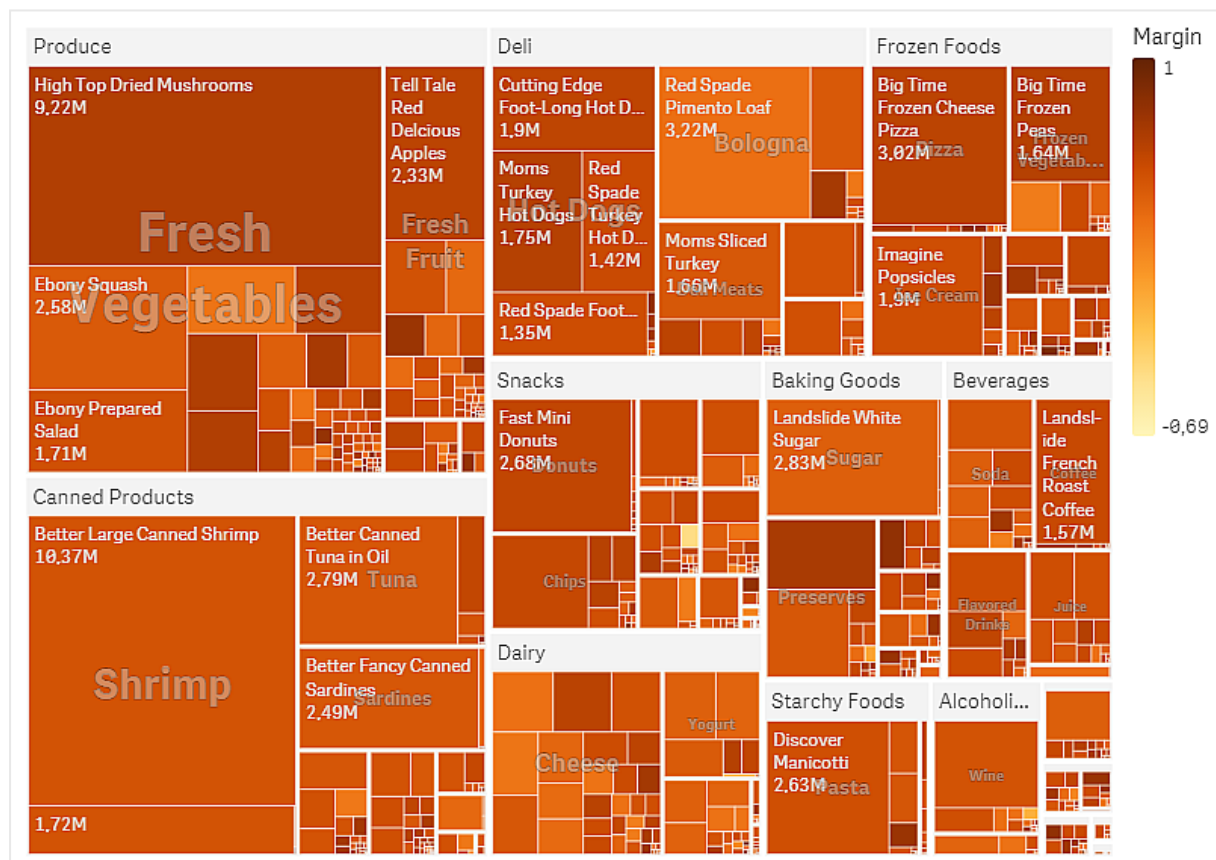 Produce
High Top Dried Mushrooms
9,22M
Tell Tale
Red
Delcious
Apples
2,33M
Fresh
Vegetables
Fresh
Fruit
Ebony Squash
2,58M
Ebony Prepared
Salad
1,71M
Deli
Cutting Edge
Foot-Long Hot D...
1,9M
Moms
Turkey
Hot Dogs
1,75M
Red
Spade
Turkey
Hot D...
1,42M
Hot Dogs
Red Spade Foot...
1,35M
Red Spade
Pimento Loaf
3,22M
Bologna
Moms Sliced
Turkey
1,66M
Deli Meats
Frozen Foods
Big Time
Frozen Cheese
Pizza
3,02M
Pizza
Big Time
Frozen
Peas
1,64M
Frozen
Vegetab...
Imagine
Popsicles
1,9M
Ice Cream
Margin
1
-0,69
Canned Products
Better Large Canned Shrimp
10,37M
Shrimp
1,72M
Better Canned
Tuna in Oil
2,79M
Tuna
Better Fancy Canned
Sardines
2,49M
Sardines
Snacks
Fast Mini
Donuts
2,68M
Donuts
Chips
Baking Goods
Landslide White
Sugar
2,83M
Sugar
Preserves
Beverages
Soda
Landsl-
ide
French
Roast
Coffee
1,57M
Coffee
Flavored
Drinks
Juice
Dairy
Cheese
Yogurt
Starchy Foods
Discover
Manicotti
2,63M
Pasta
Alcoholi...
Wine